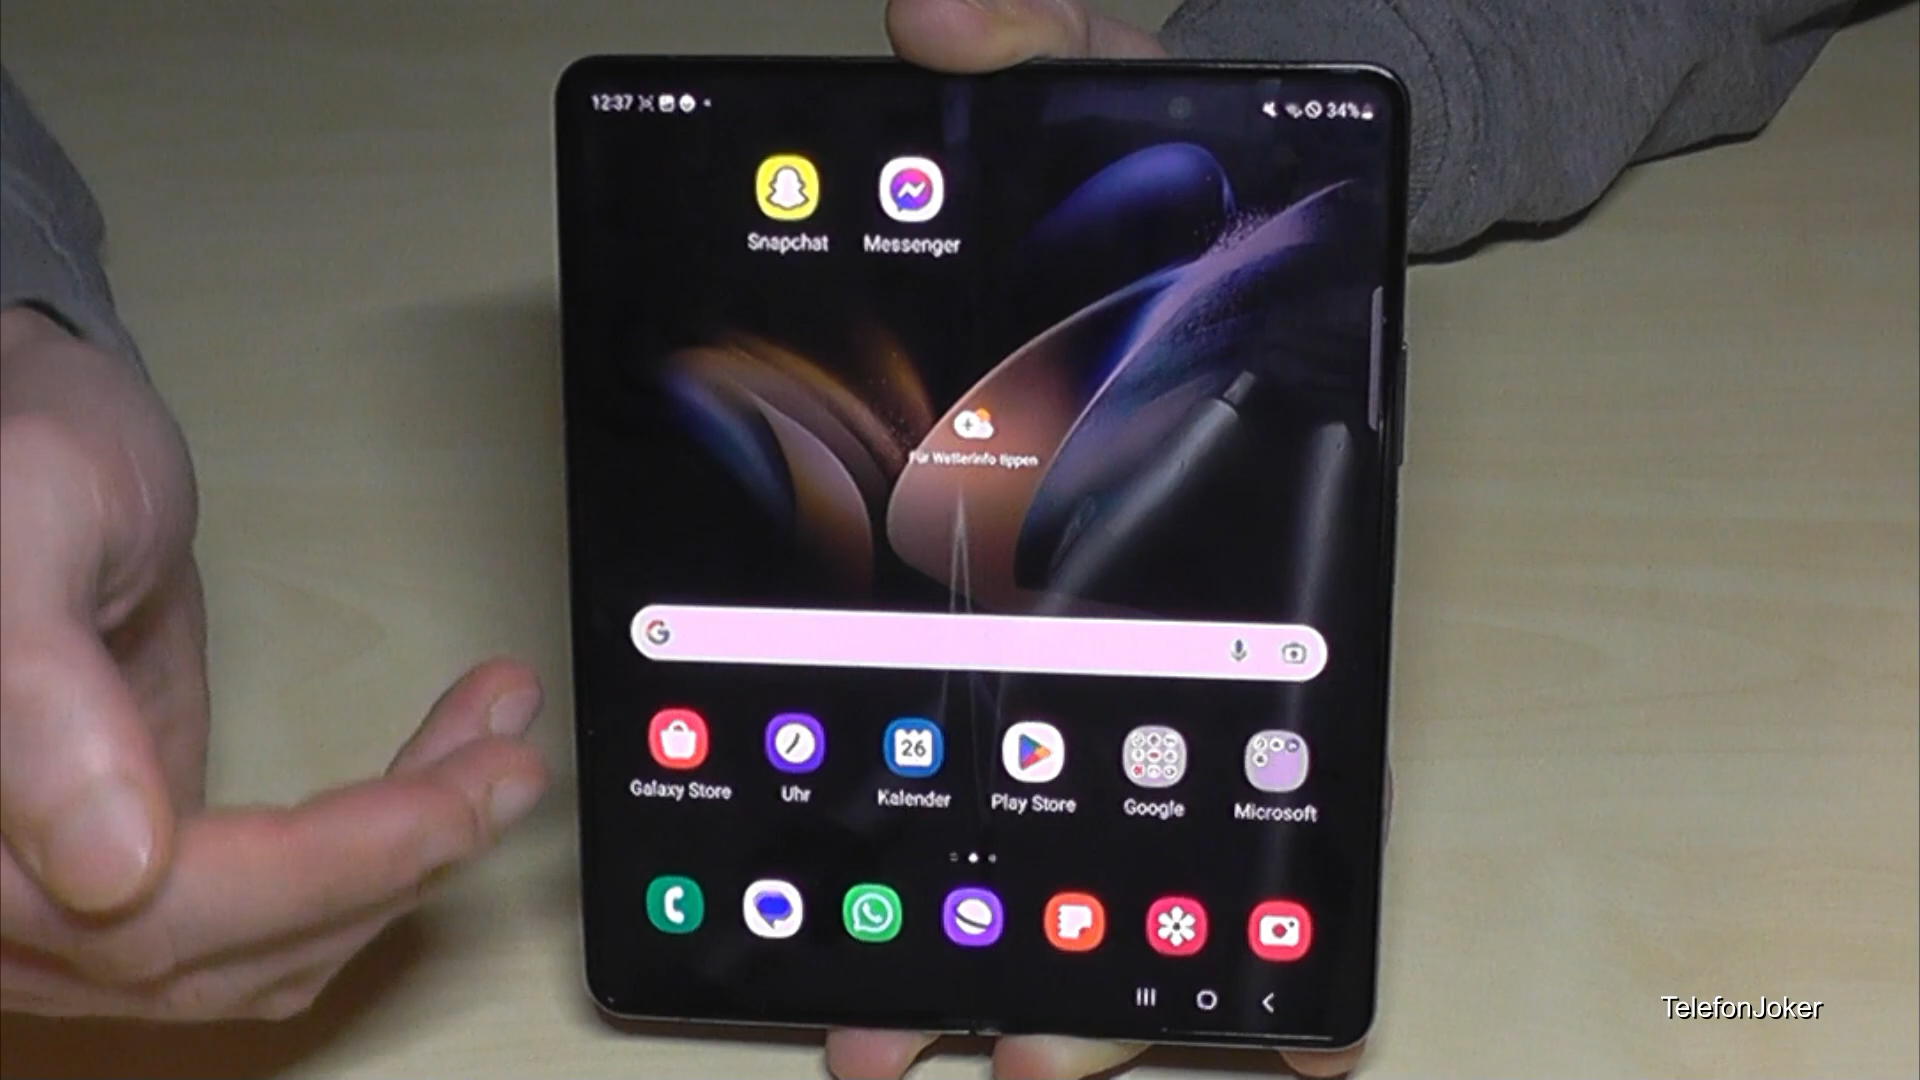 12:37
34%
Snapchat
Messenger
Für Wetterinfo tippen
G
Galaxy Store
Uhr
26
Kalender
Play Store
Google
Microsoft
TelefonJoker